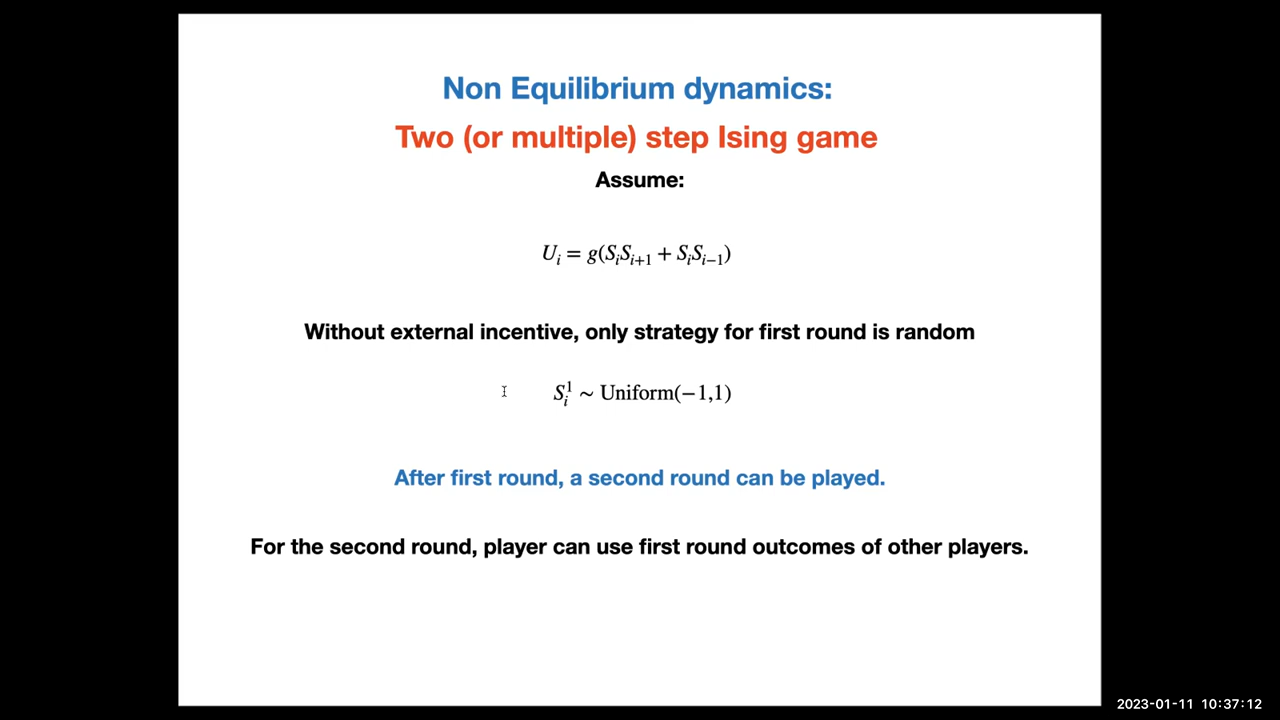 Non Equilibrium dynamics:
Two (or multiple) step Ising game
Assume:
U_i = g(S_iS_{i+1} + S_iS_{i−1})
Without external incentive, only strategy for first round is random
S_i^1 ~ Uniform(−1,1)
After first round, a second round can be played.
For the second round, player can use first round outcomes of other players.
2023-01-11 10:37:12